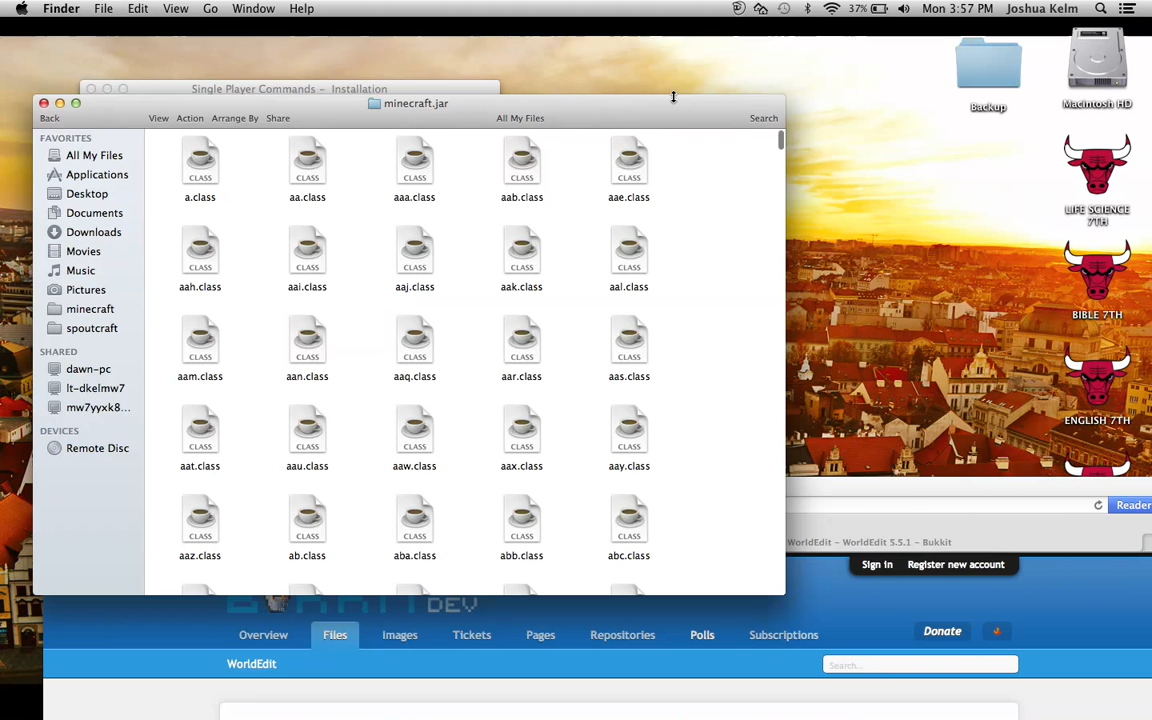 Finder File Edit View Go Window Help 37% Mon 3:57 PM Joshua Kelm
Single Player Commands - Installation
minecraft.jar
Back View Action Arrange By Share All My Files Search
FAVORITES
All My Files
Applications
Desktop
Documents
Downloads
Movies
Music
Pictures
minecraft
spoutcraft
SHARED
dawn-pc
lt-dkelmw7
mw7yyxk8...
DEVICES
Remote Disc
CLASS CLASS CLASS CLASS CLASS
a.class aa.class aaa.class aab.class aae.class
CLASS CLASS CLASS CLASS CLASS
aah.class aai.class aaj.class aak.class aal.class
CLASS CLASS CLASS CLASS CLASS
aam.class aan.class aaq.class aar.class aas.class
CLASS CLASS CLASS CLASS CLASS
aat.class aau.class aaw.class aax.class aay.class
CLASS CLASS CLASS CLASS CLASS
aaz.class ab.class aba.class abb.class abc.class
Backup
Macintosh HD
LIFE SCIENCE
7TH
BIBLE 7TH
ENGLISH 7TH
Reader
WorldEdit - WorldEdit 5.5.1 - Bukkit
Sign in Register new account
DEV
Overview Files Images Tickets Pages Repositories Polls Subscriptions Donate
WorldEdit
Search...